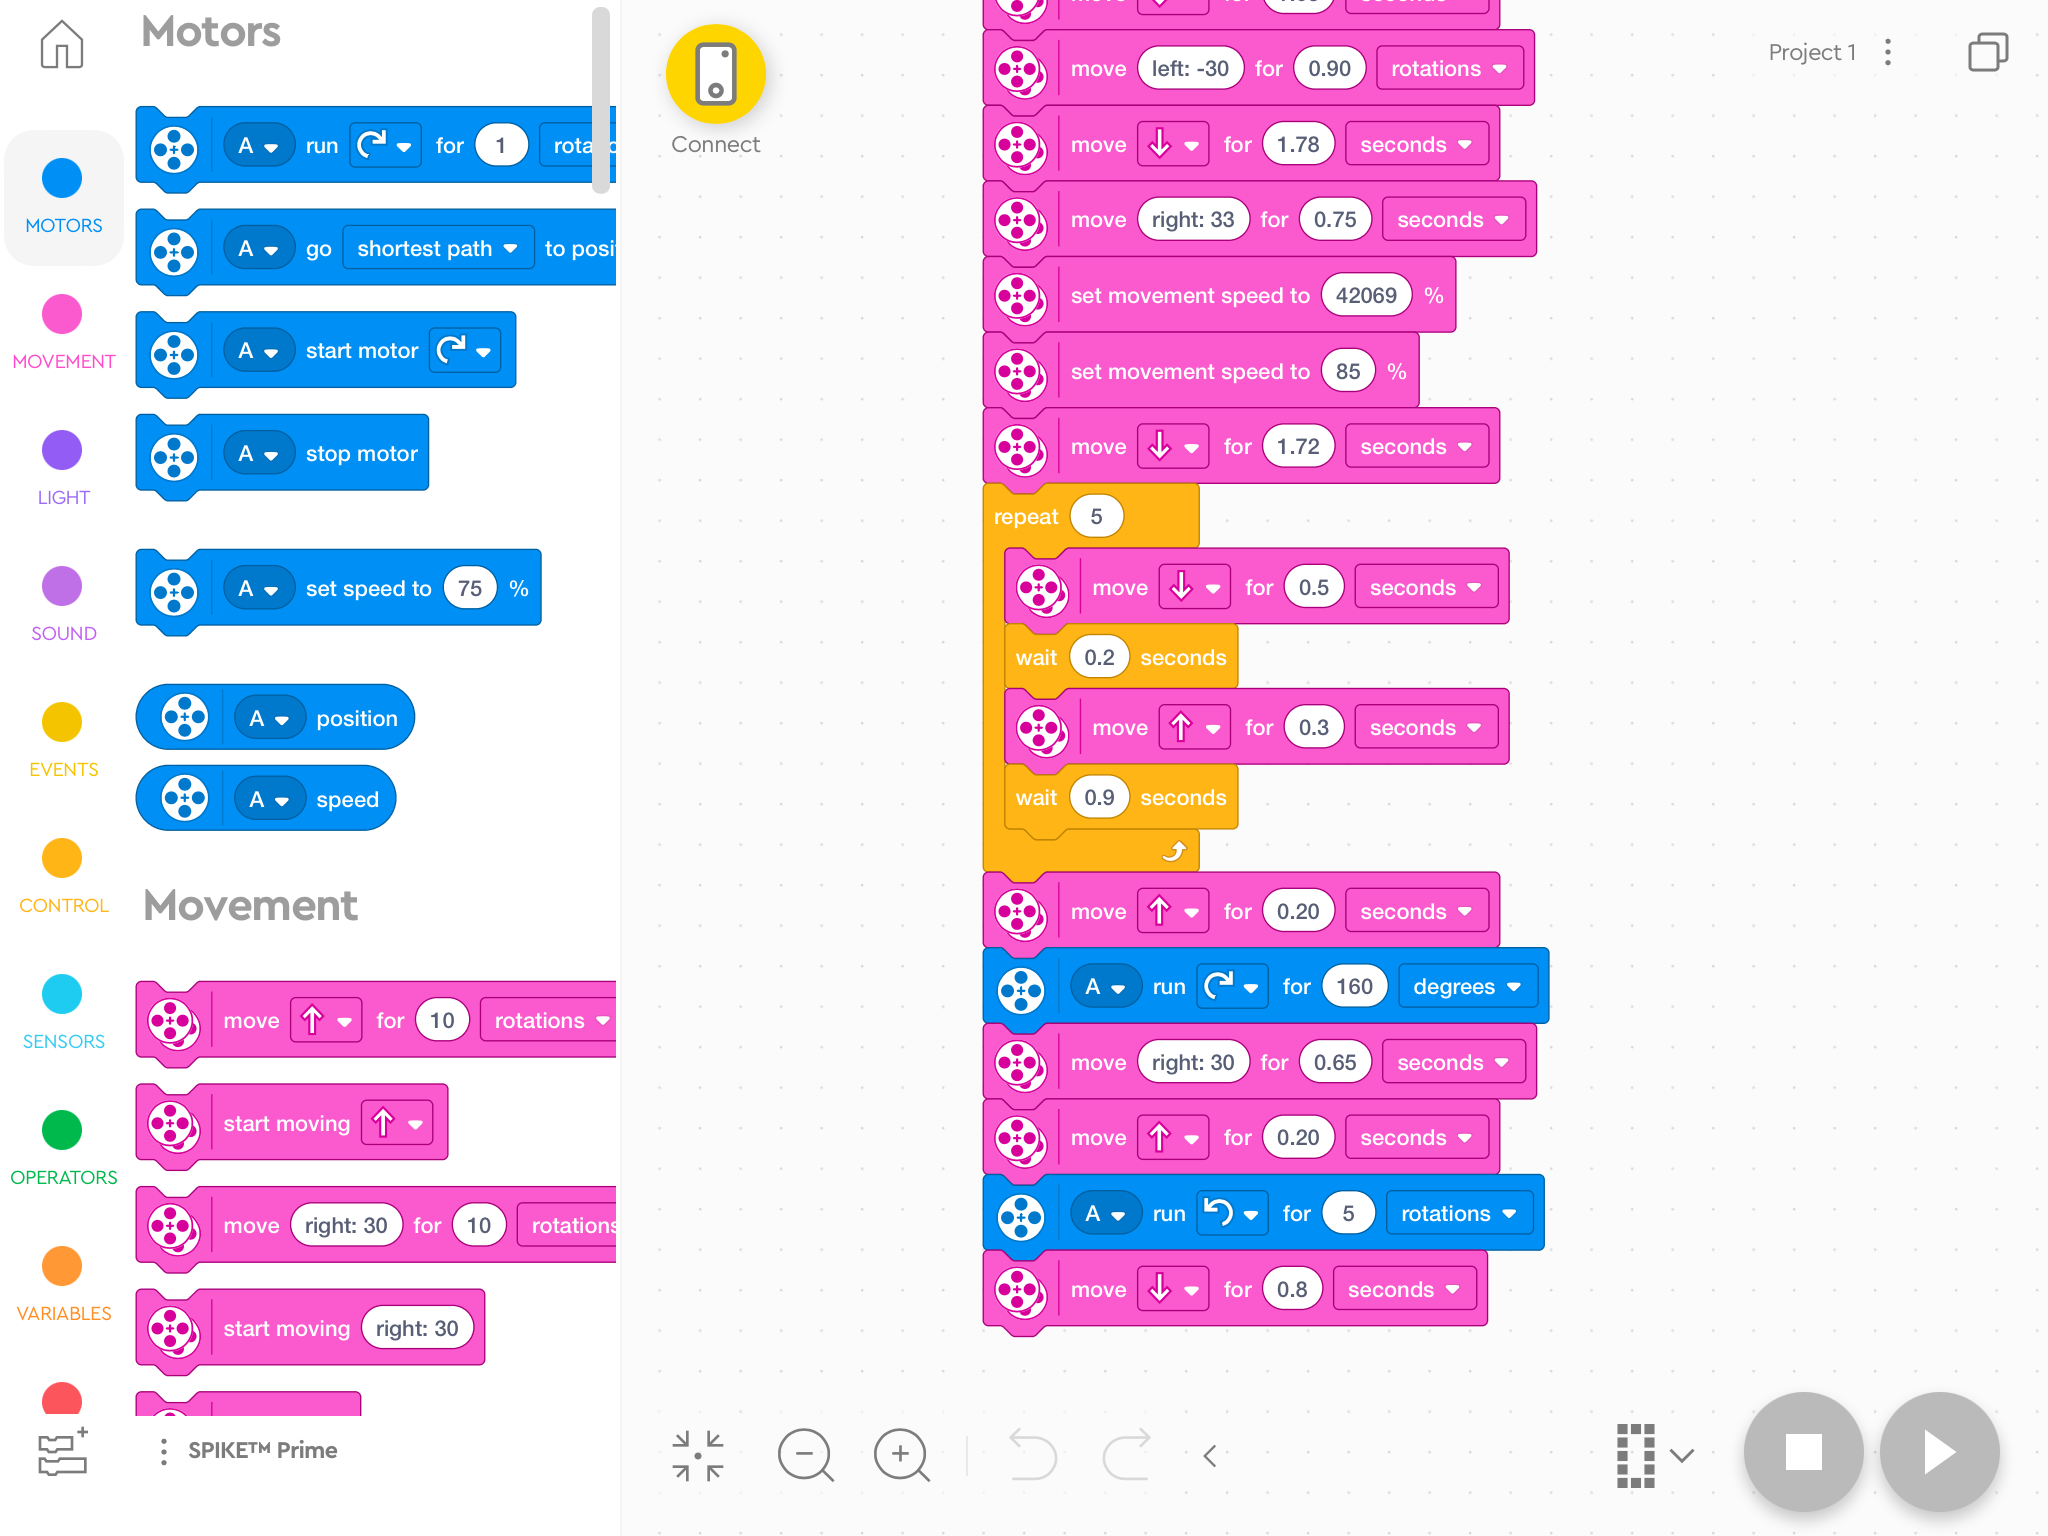 Motors
A run for 1
A go shortest path to
A start motor
A stop motor
A set speed to 75 %
A position
A speed
Movement
move for 10 rotations
start moving
move right: 30 for 10 rotations
start moving right: 30
MOTORS
MOVEMENT
LIGHT
SOUND
EVENTS
CONTROL
SENSORS
OPERATORS
VARIABLES
SPIKE™ Prime
Connect
Project 1
move left: -30 for 0.90 rotations
move for 1.78 seconds
move right: 33 for 0.75 seconds
set movement speed to 42069 %
set movement speed to 85 %
move for 1.72 seconds
repeat 5
move for 0.5 seconds
wait 0.2 seconds
move for 0.3 seconds
wait 0.9 seconds
move for 0.20 seconds
A run for 160 degrees
move right: 30 for 0.65 seconds
move for 0.20 seconds
A run for 5 rotations
move for 0.8 seconds